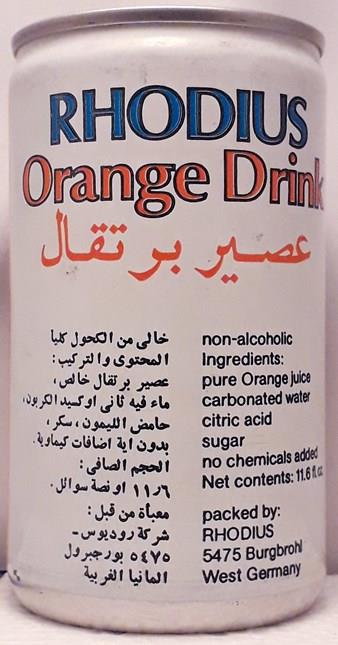 RHODIUS
Orange Drink
عصير برتقال
خالى من الكحول كلياً
المحتوى والتركيب:
عصير برتقال خالص،
ماء فيه ثانى اوكسيد الكربون،
حامض الليمون، سكر،
بدون اية اضافات كيماوية.
الحجم الصافى:
١١٫٦ اونصة سوائل.
معبأة من قبل:
شركة روديوس -
٥٤٧٥ بورجبرول
المانيا الغربية
non-alcoholic
Ingredients:
pure Orange juice
carbonated water
citric acid
sugar
no chemicals added
Net contents: 11.6 fl. oz.
packed by:
RHODIUS
5475 Burgbrohl
West Germany